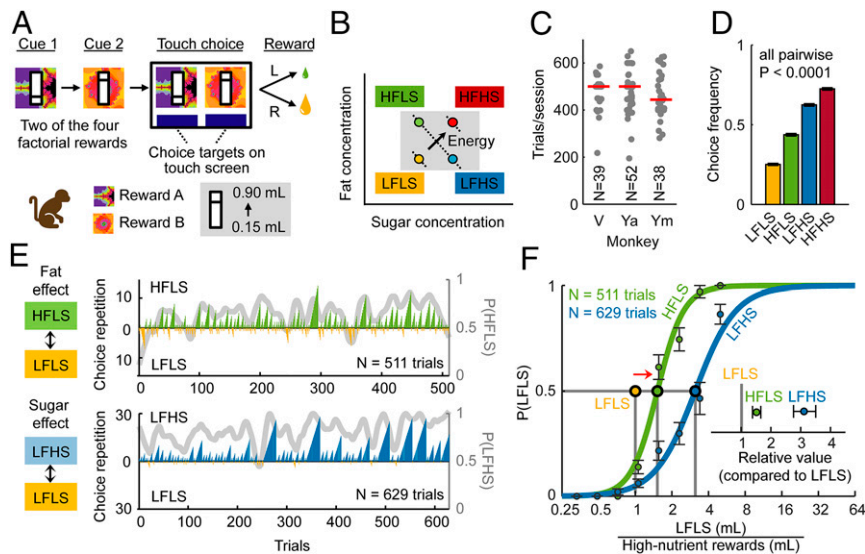 A
Cue 1 Cue 2 Touch choice Reward
L
R
Two of the four
factorial rewards
Choice targets on
touch screen
Reward A
Reward B
0.90 mL
0.15 mL
B
Fat concentration
HFLS HFHS
Energy
LFLS LFHS
Sugar concentration
C
Trials/session
600
400
200
0
N=39 N=52 N=38
V Ya Ym
Monkey
D
Choice frequency
1
0.5
0
all pairwise
P < 0.0001
LFLS HFLS LFHS HFHS
E
Fat
effect
HFLS
LFLS
Choice repetition
10
0
10
HFLS
LFLS
N = 511 trials
1
0.5
0
P(HFLS)
0 100 200 300 400 500
Sugar
effect
LFHS
LFLS
Choice repetition
30
0
30
LFHS
LFLS
N = 629 trials
1
0.5
0
P(LFHS)
0 100 200 300 400 500 600
Trials
F
P(LFLS)
1
0.5
0
N = 511 trials
N = 629 trials
HFLS
LFHS
LFLS
LFLS
HFLS LFHS
1 2 3 4
Relative value
(compared to LFLS)
0.25 0.5 1 2 4 8 16 32 64
LFLS (mL)
High-nutrient rewards (mL)